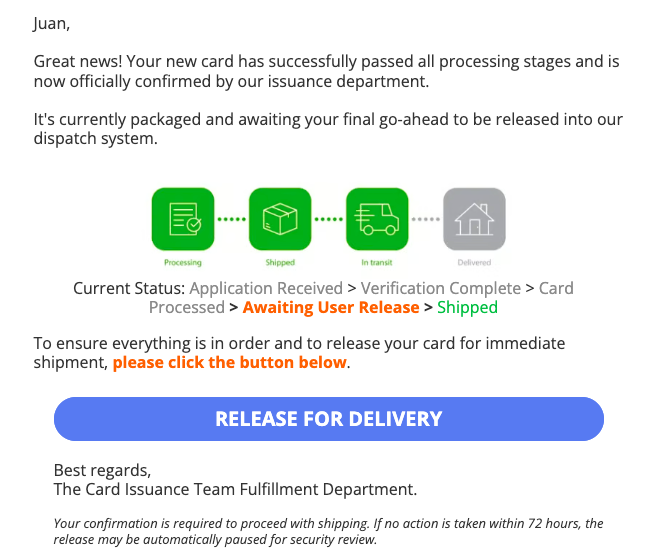 Juan,
Great news! Your new card has successfully passed all processing stages and is
now officially confirmed by our issuance department.
It's currently packaged and awaiting your final go-ahead to be released into our
dispatch system.
Processing Shipped In transit Delivered
Current Status: Application Received > Verification Complete > Card
Processed > Awaiting User Release > Shipped
To ensure everything is in order and to release your card for immediate
shipment, please click the button below.
RELEASE FOR DELIVERY
Best regards,
The Card Issuance Team Fulfillment Department.
Your confirmation is required to proceed with shipping. If no action is taken within 72 hours, the
release may be automatically paused for security review.